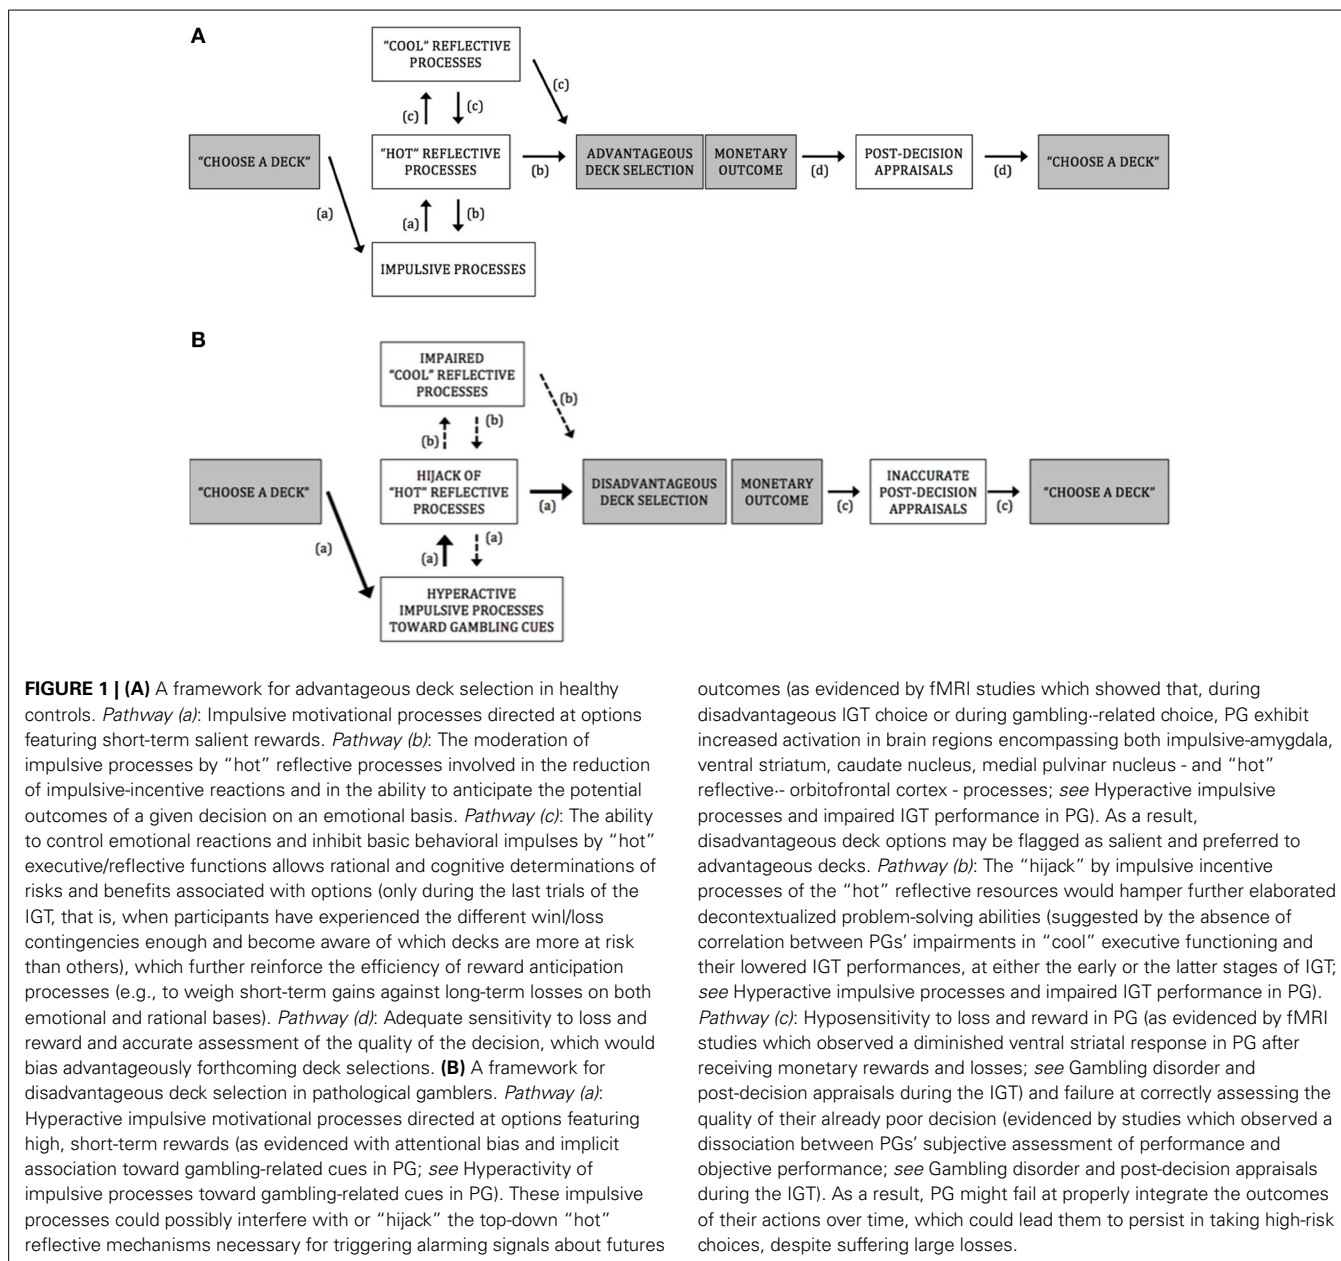 A
"COOL" REFLECTIVE
PROCESSES
(c)
(c)
(c)
"CHOOSE A DECK"
"HOT" REFLECTIVE
PROCESSES
(b)
ADVANTAGEOUS
DECK SELECTION
MONETARY
OUTCOME
(d)
POST-DECISION
APPRAISALS
(d)
"CHOOSE A DECK"
(a)
(a)
(b)
IMPULSIVE PROCESSES
B
IMPAIRED
"COOL" REFLECTIVE
PROCESSES
(b)
(b)
(b)
"CHOOSE A DECK"
HIJACK OF
"HOT" REFLECTIVE
PROCESSES
(a)
DISADVANTAGEOUS
DECK SELECTION
MONETARY
OUTCOME
(c)
INACCURATE
POST-DECISION
APPRAISALS
(c)
"CHOOSE A DECK"
(a)
(a)
(a)
HYPERACTIVE
IMPULSIVE PROCESSES
TOWARD GAMBLING CUES
FIGURE 1 | (A) A framework for advantageous deck selection in healthy
controls. Pathway (a): Impulsive motivational processes directed at options
featuring short-term salient rewards. Pathway (b): The moderation of
impulsive processes by “hot” reflective processes involved in the reduction
of impulsive-incentive reactions and in the ability to anticipate the potential
outcomes of a given decision on an emotional basis. Pathway (c): The ability
to control emotional reactions and inhibit basic behavioral impulses by “hot”
executive/reflective functions allows rational and cognitive determinations of
risks and benefits associated with options (only during the last trials of the
IGT, that is, when participants have experienced the different winl/loss
contingencies enough and become aware of which decks are more at risk
than others), which further reinforce the efficiency of reward anticipation
processes (e.g., to weigh short-term gains against long-term losses on both
emotional and rational bases). Pathway (d): Adequate sensitivity to loss and
reward and accurate assessment of the quality of the decision, which would
bias advantageously forthcoming deck selections. (B) A framework for
disadvantageous deck selection in pathological gamblers. Pathway (a):
Hyperactive impulsive motivational processes directed at options featuring
high, short-term rewards (as evidenced with attentional bias and implicit
association toward gambling-related cues in PG; see Hyperactivity of
impulsive processes toward gambling-related cues in PG). These impulsive
processes could possibly interfere with or “hijack” the top-down “hot”
reflective mechanisms necessary for triggering alarming signals about futures
outcomes (as evidenced by fMRI studies which showed that, during
disadvantageous IGT choice or during gambling-‐related choice, PG exhibit
increased activation in brain regions encompassing both impulsive-amygdala,
ventral striatum, caudate nucleus, medial pulvinar nucleus - and “hot”
reflective-‐ orbitofrontal cortex - processes; see Hyperactive impulsive
processes and impaired IGT performance in PG). As a result,
disadvantageous deck options may be flagged as salient and preferred to
advantageous decks. Pathway (b): The “hijack” by impulsive incentive
processes of the “hot” reflective resources would hamper further elaborated
decontextualized problem-solving abilities (suggested by the absence of
correlation between PGs’ impairments in “cool” executive functioning and
their lowered IGT performances, at either the early or the latter stages of IGT;
see Hyperactive impulsive processes and impaired IGT performance in PG).
Pathway (c): Hyposensitivity to loss and reward in PG (as evidenced by fMRI
studies which observed a diminished ventral striatal response in PG after
receiving monetary rewards and losses; see Gambling disorder and
post-decision appraisals during the IGT) and failure at correctly assessing the
quality of their already poor decision (evidenced by studies which observed a
dissociation between PGs’ subjective assessment of performance and
objective performance; see Gambling disorder and post-decision appraisals
during the IGT). As a result, PG might fail at properly integrate the outcomes
of their actions over time, which could lead them to persist in taking high-risk
choices, despite suffering large losses.